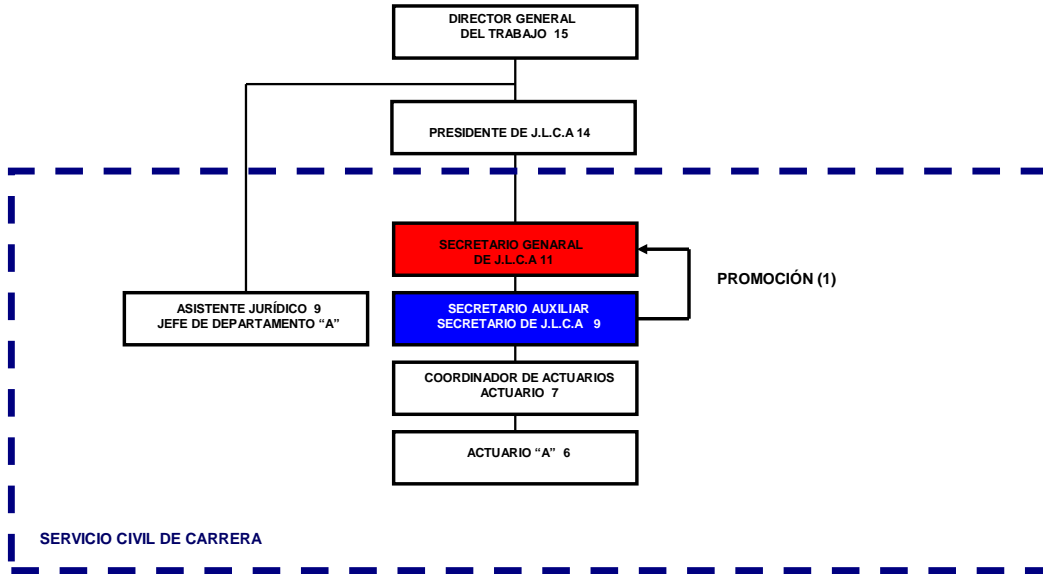 DIRECTOR GENERAL
DEL TRABAJO 15
PRESIDENTE DE J.L.C.A 14
SECRETARIO GENARAL
DE J.L.C.A 11
PROMOCIÓN (1)
ASISTENTE JURÍDICO 9
JEFE DE DEPARTAMENTO “A”
SECRETARIO AUXILIAR
SECRETARIO DE J.L.C.A 9
COORDINADOR DE ACTUARIOS
ACTUARIO 7
ACTUARIO “A” 6
SERVICIO CIVIL DE CARRERA